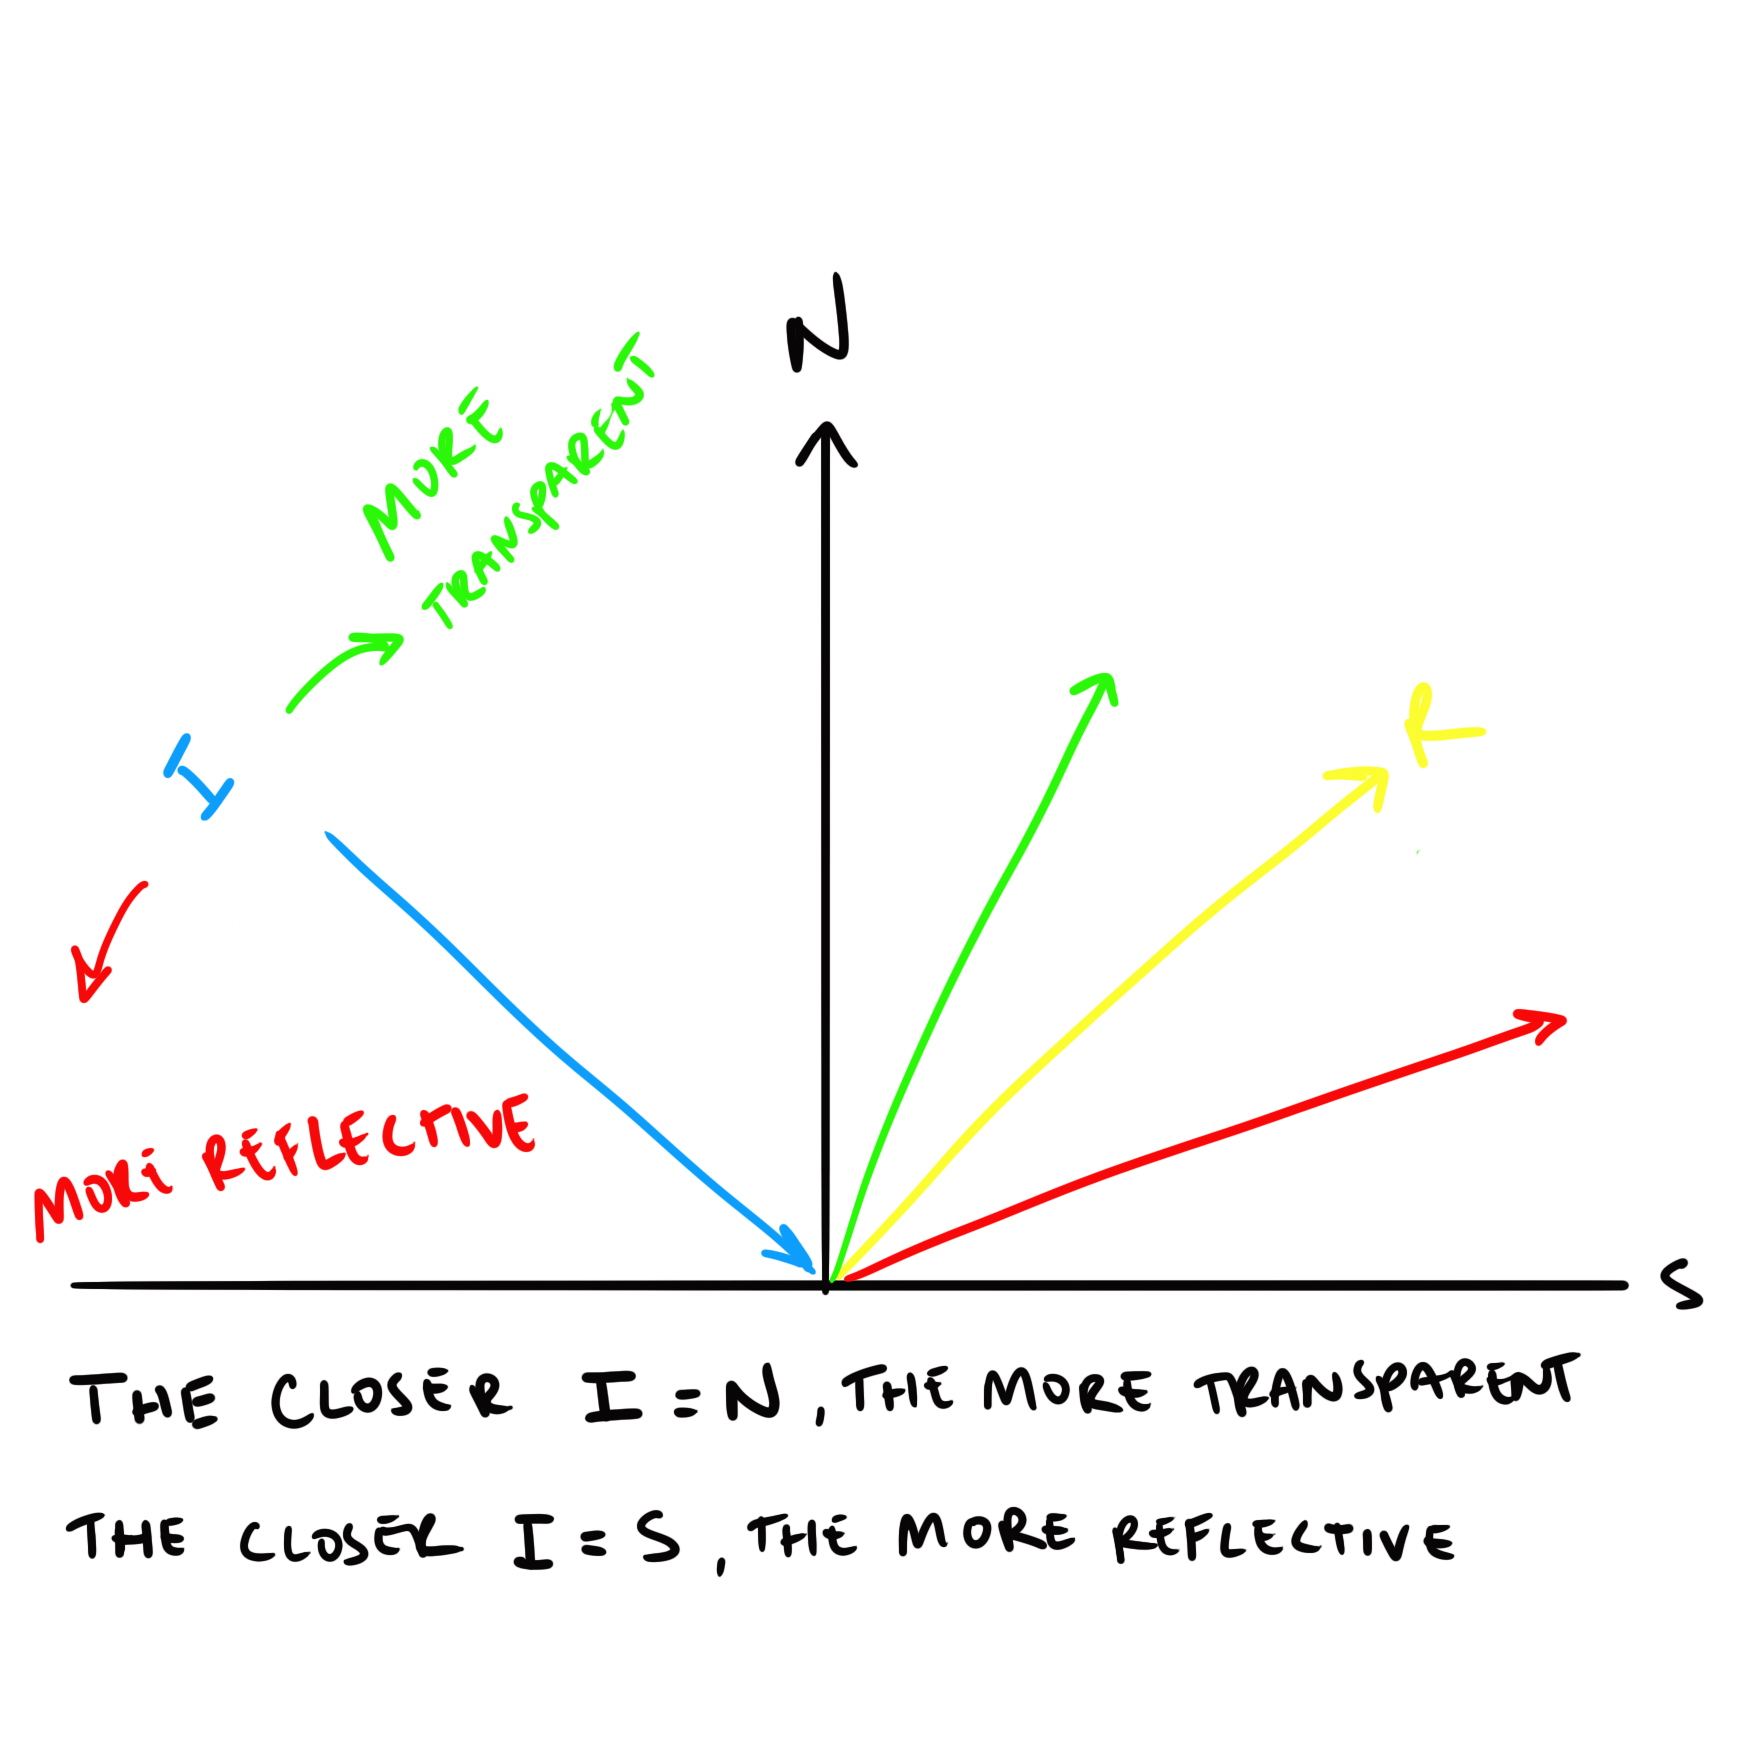 N
MORE
TRANSPARENT
I
R
MORE REFLECTIVE
S
THE CLOSER I = N, THE MORE TRANSPARENT
THE CLOSER I = S, THE MORE REFLECTIVE